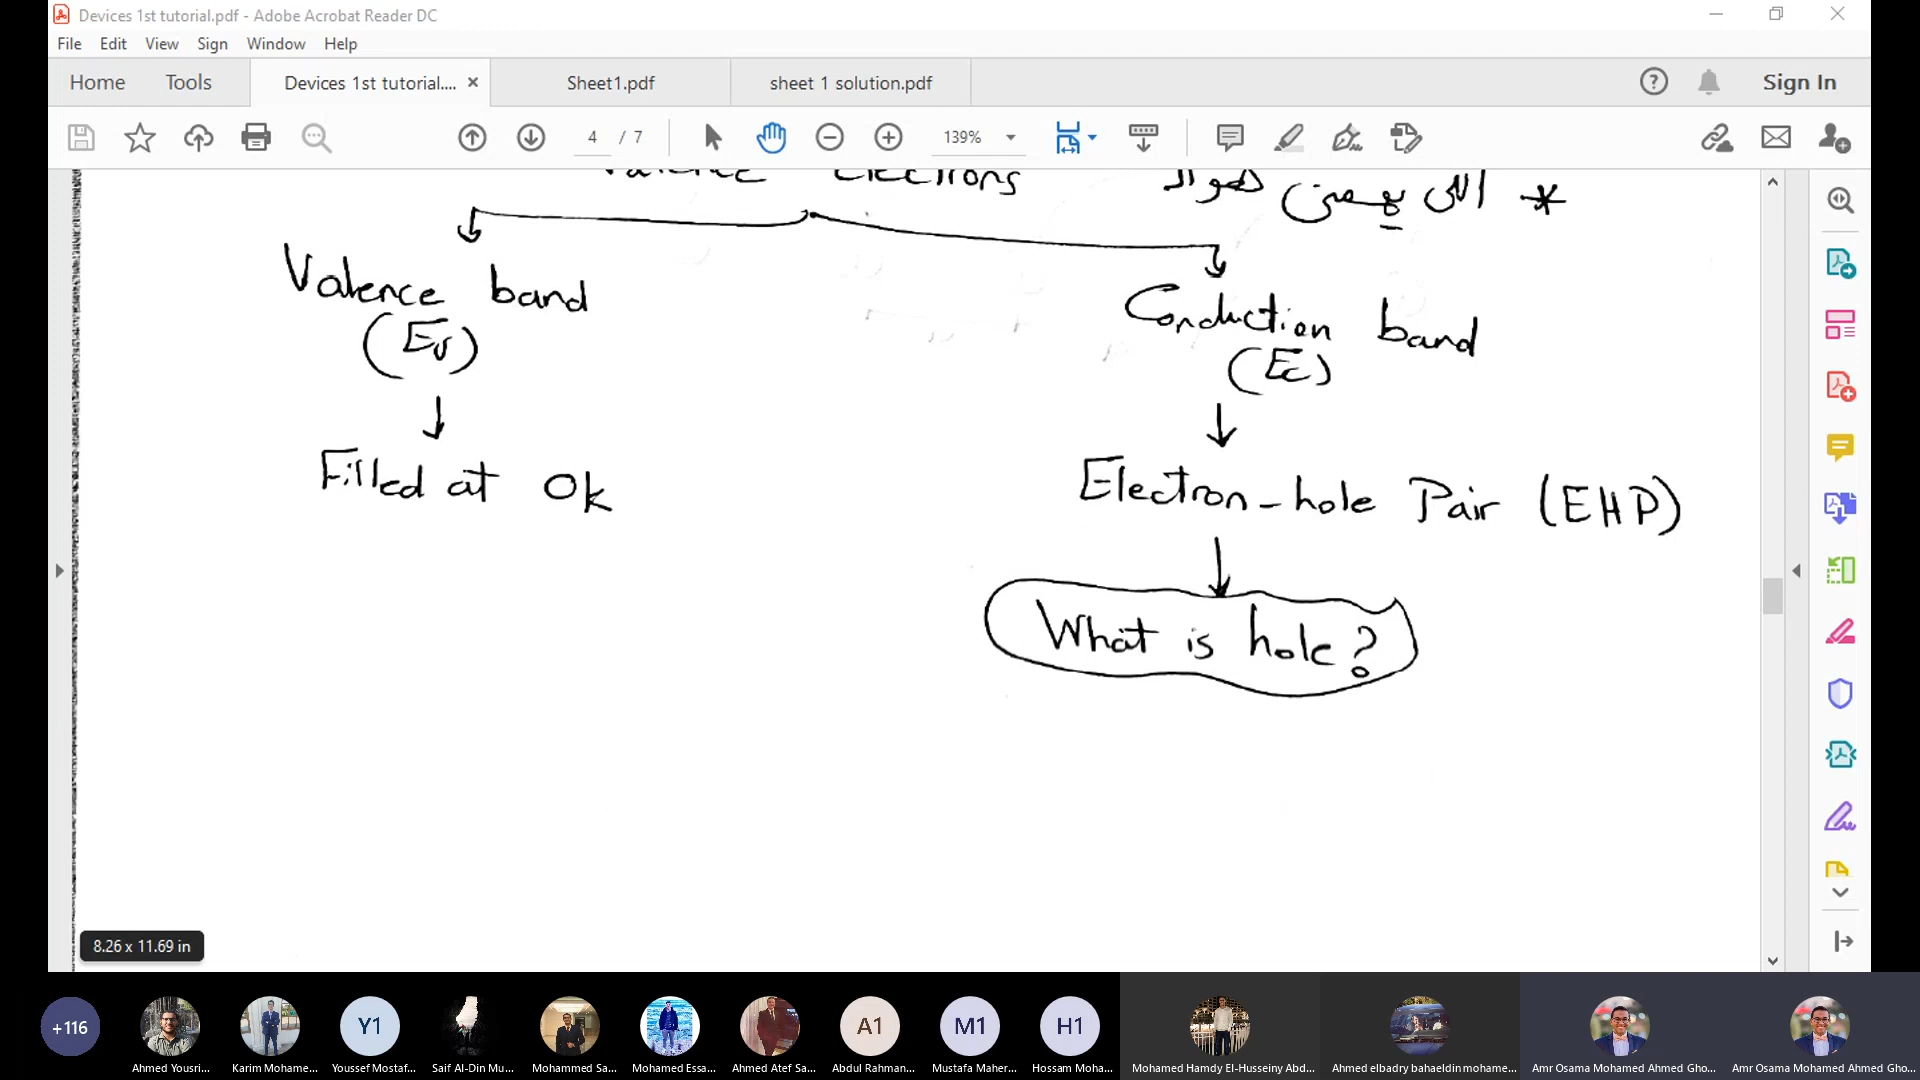 Devices 1st tutorial.pdf - Adobe Acrobat Reader DC
File Edit View Sign Window Help
Home Tools Devices 1st tutorial.... Sheet1.pdf sheet 1 solution.pdf Sign In
4 / 7 139%
Valence Electrons
* اللى يهمنى هوا
Valence band
(Ev)
Conduction band
(Ec)
Filled at 0k
Electron-hole Pair (EHP)
What is hole?
8.26 x 11.69 in
+116 Y1 A1 M1 H1
Ahmed Yousri... Karim Mohame... Youssef Mostaf... Saif Al-Din Mu... Mohammed Sa... Mohamed Essa... Ahmed Atef Sa... Abdul Rahman... Mustafa Maher... Hossam Moha... Mohamed Hamdy El-Husseiny Abd... Ahmed elbadry bahaeldin mohame... Amr Osama Mohamed Ahmed Gho... Amr Osama Mohamed Ahmed Gho...